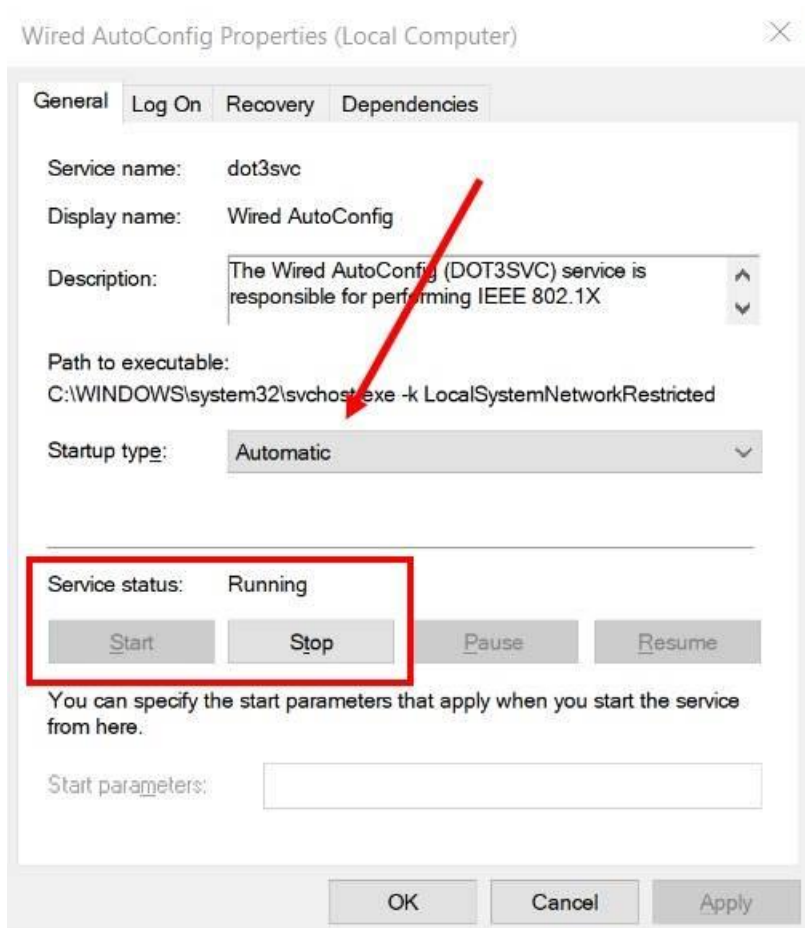 Wired AutoConfig Properties (Local Computer)
General Log On Recovery Dependencies
Service name: dot3svc
Display name: Wired AutoConfig
Description: The Wired AutoConfig (DOT3SVC) service is
responsible for performing IEEE 802.1X
Path to executable:
C:\WINDOWS\system32\svchost.exe -k LocalSystemNetworkRestricted
Startup type: Automatic
Service status: Running
Start Stop Pause Resume
You can specify the start parameters that apply when you start the service
from here.
Start parameters:
OK Cancel Apply